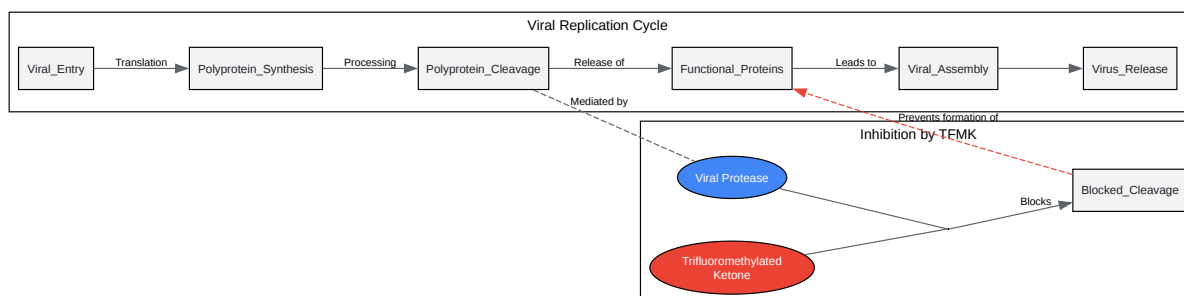 Viral Replication Cycle
Viral_Entry
Translation
Polyprotein_Synthesis
Processing
Polyprotein_Cleavage
Release of
Functional_Proteins
Leads to
Viral_Assembly
Virus_Release
Mediated by
Prevents formation of
Inhibition by TFMK
Viral Protease
Blocked_Cleavage
Blocks
Trifluoromethylated
Ketone